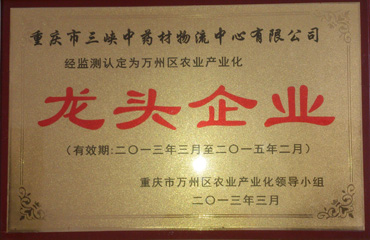 重庆市三峡中药材物流中心有限公司
经监测认定为万州区农业产业化
龙头企业
(有效期:二〇一三年三月至二〇一五年二月)
重庆市万州区农业产业化领导小组
二〇一三年三月